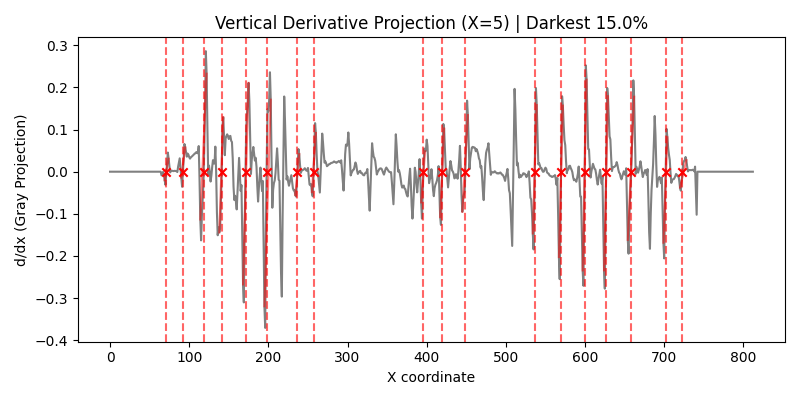 Vertical Derivative Projection (X=5) | Darkest 15.0%
d/dx (Gray Projection)
0.3
0.2
0.1
0.0
−0.1
−0.2
−0.3
−0.4
0 100 200 300 400 500 600 700 800
X coordinate